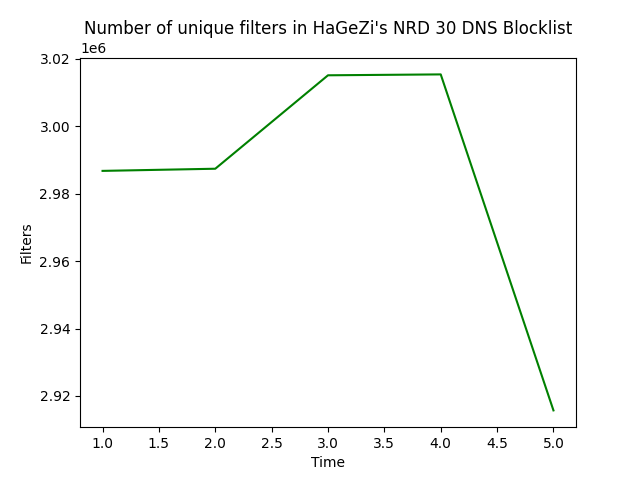 Number of unique filters in HaGeZi's NRD 30 DNS Blocklist
1e6
3.02
3.00
2.98
2.96
2.94
2.92
Filters
1.0 1.5 2.0 2.5 3.0 3.5 4.0 4.5 5.0
Time